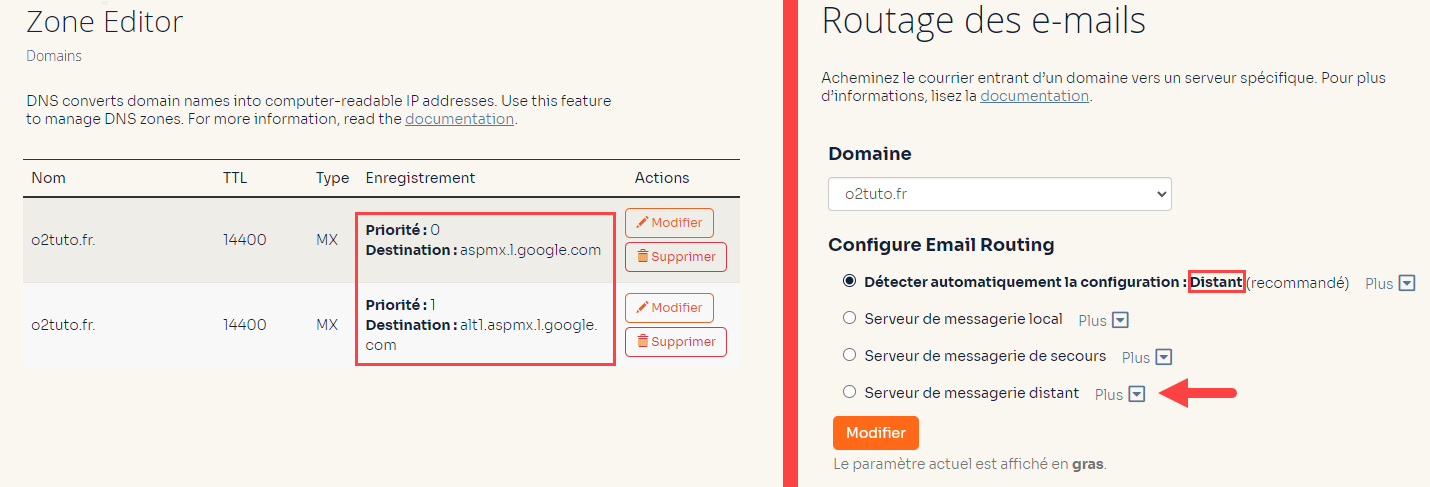 Zone Editor
Domains
DNS converts domain names into computer-readable IP addresses. Use this feature
to manage DNS zones. For more information, read the documentation.
Nom TTL Type Enregistrement Actions
o2tuto.fr. 14400 MX
Priorité : 0
Destination : aspmx.l.google.com
Modifier
Supprimer
o2tuto.fr. 14400 MX
Priorité : 1
Destination : alt1.aspmx.l.google.
com
Modifier
Supprimer
Routage des e-mails
Acheminez le courrier entrant d’un domaine vers un serveur spécifique. Pour plus
d’informations, lisez la documentation.
Domaine
o2tuto.fr
Configure Email Routing
Détecter automatiquement la configuration : Distant (recommandé) Plus
Serveur de messagerie local Plus
Serveur de messagerie de secours Plus
Serveur de messagerie distant Plus
Modifier
Le paramètre actuel est affiché en gras.